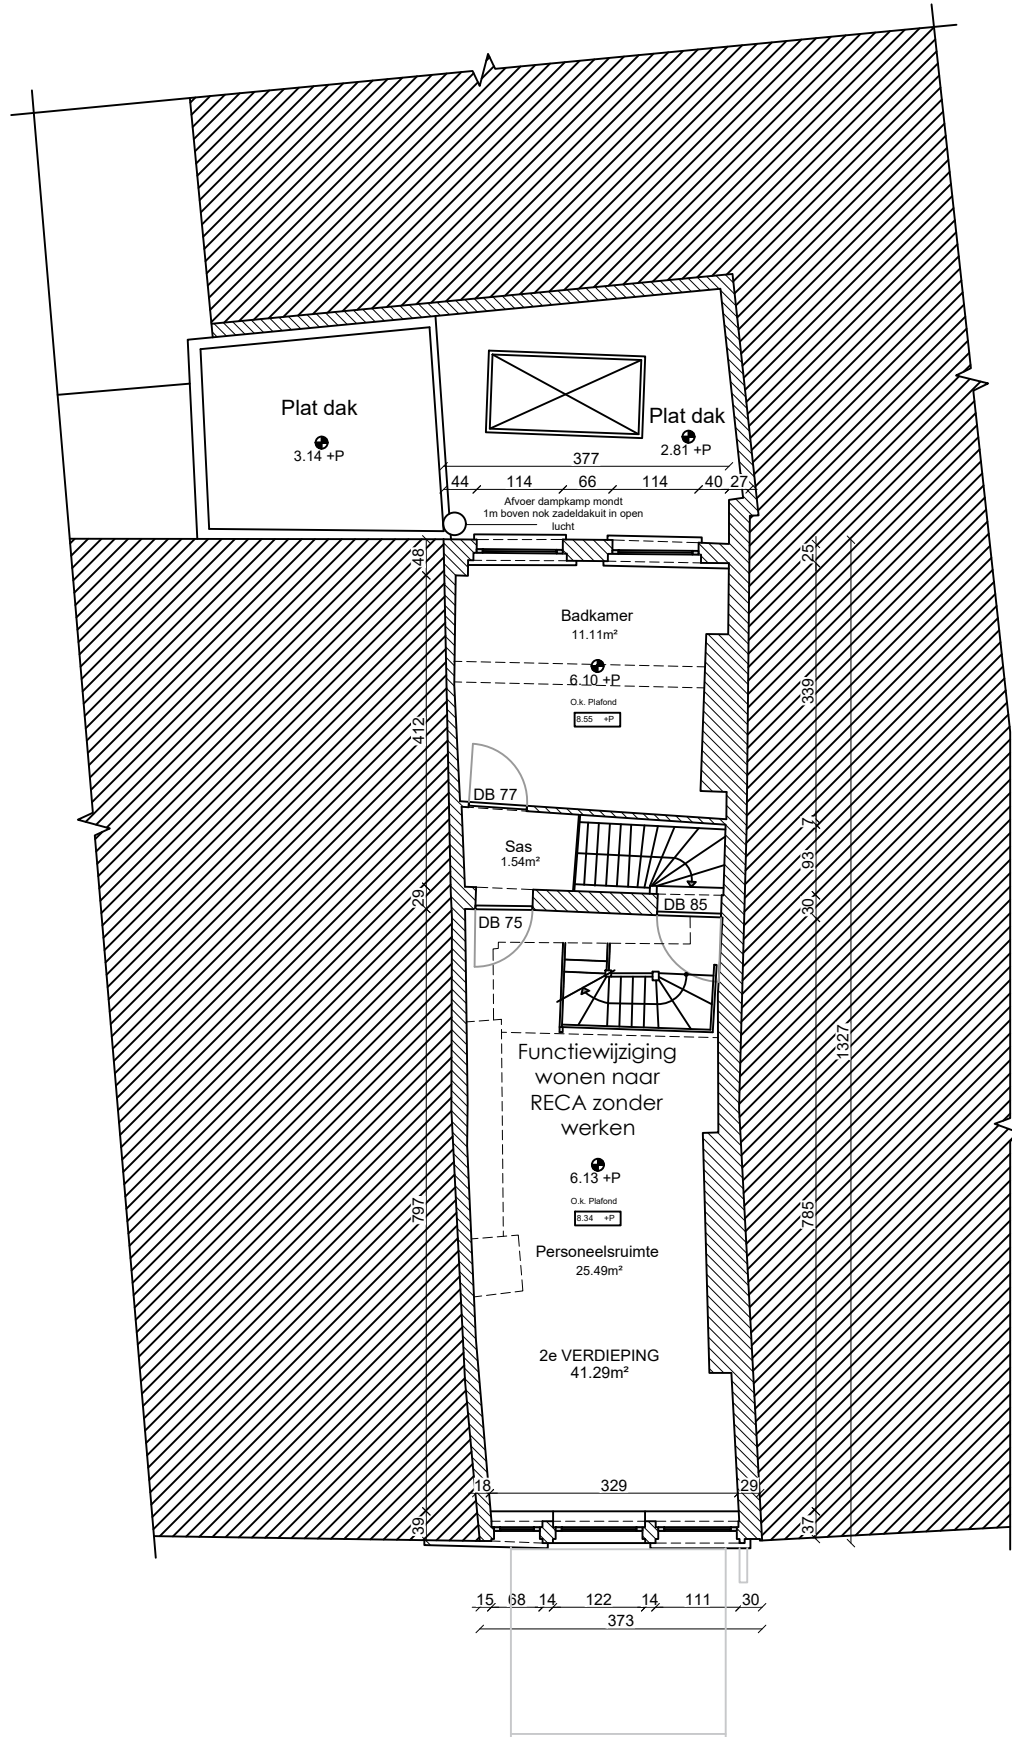 Plat dak
3.14 +P
Plat dak
2.81 +P
377
44 114 66 114 40 27
Afvoer dampkamp mondt
1m boven nok zadeldakuit in open
lucht
48
25
Badkamer
11.11m²
6.10 +P
O.k. Plafond
8.55 +P
412
339
DB 77
7
Sas
1.54m²
93
29
30
DB 75
DB 85
1327
Functiewijziging
wonen naar
RECA zonder
werken
6.13 +P
O.k. Plafond
8.34 +P
797
785
Personeelsruimte
25.49m²
2e VERDIEPING
41.29m²
18 329 29
39
37
15 68 14 122 14 111 30
373